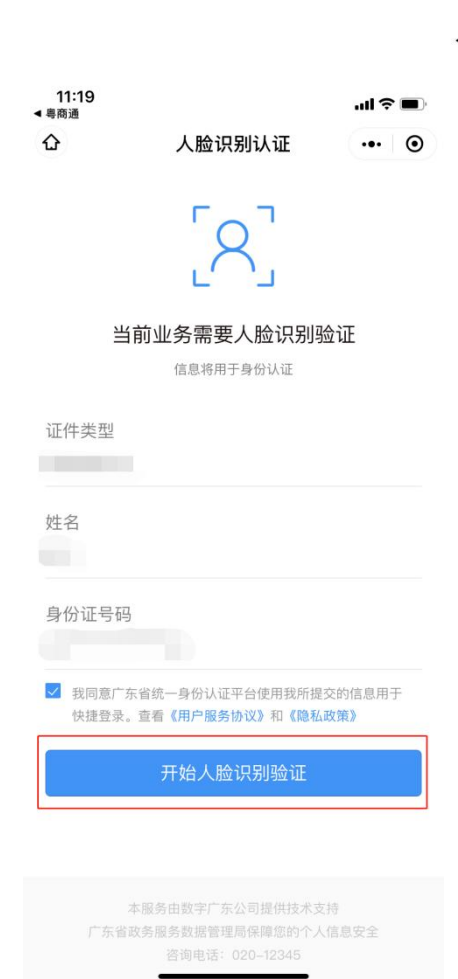 11:19
◀ 粤商通
人脸识别认证
当前业务需要人脸识别验证
信息将用于身份认证
证件类型
姓名
身份证号码
我同意广东省统一身份认证平台使用我所提交的信息用于
快捷登录。查看《用户服务协议》和《隐私政策》
开始人脸识别验证
本服务由数字广东公司提供技术支持
广东省政务服务数据管理局保障您的个人信息安全
咨询电话：020-12345